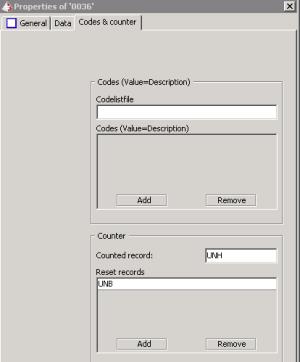 Properties of '0036'
General Data Codes & counter
Codes (Value=Description)
Codelistfile
Codes (Value=Description)
Add Remove
Counter
Counted record: UNH
Reset records
UNB
Add Remove